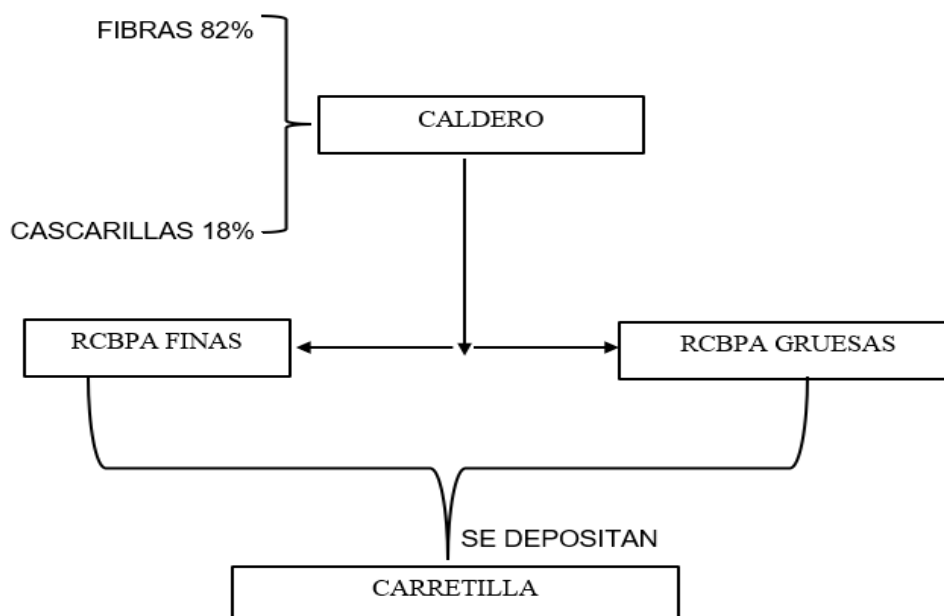 FIBRAS 82%
CALDERO
CASCARILLAS 18%
RCBPA FINAS
RCBPA GRUESAS
SE DEPOSITAN
CARRETILLA